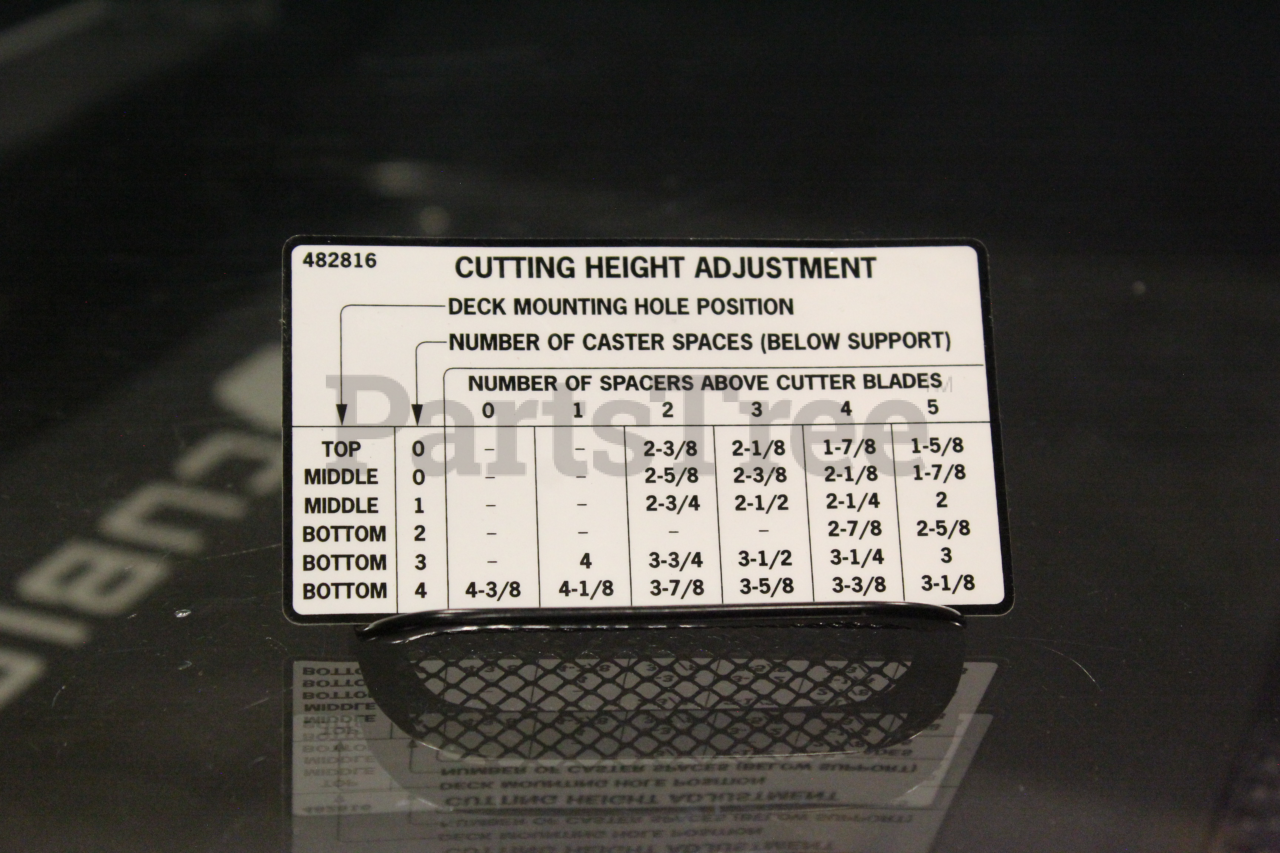 482816
CUTTING HEIGHT ADJUSTMENT
DECK MOUNTING HOLE POSITION
NUMBER OF CASTER SPACES (BELOW SUPPORT)
NUMBER OF SPACERS ABOVE CUTTER BLADES
0 1 2 3 4 5
TOP 0 – – 2-3/8 2-1/8 1-7/8 1-5/8
MIDDLE 0 – – 2-5/8 2-3/8 2-1/8 1-7/8
MIDDLE 1 – – 2-3/4 2-1/2 2-1/4 2
BOTTOM 2 – – – – 2-7/8 2-5/8
BOTTOM 3 – 4 3-3/4 3-1/2 3-1/4 3
BOTTOM 4 4-3/8 4-1/8 3-7/8 3-5/8 3-3/8 3-1/8
PartsTree